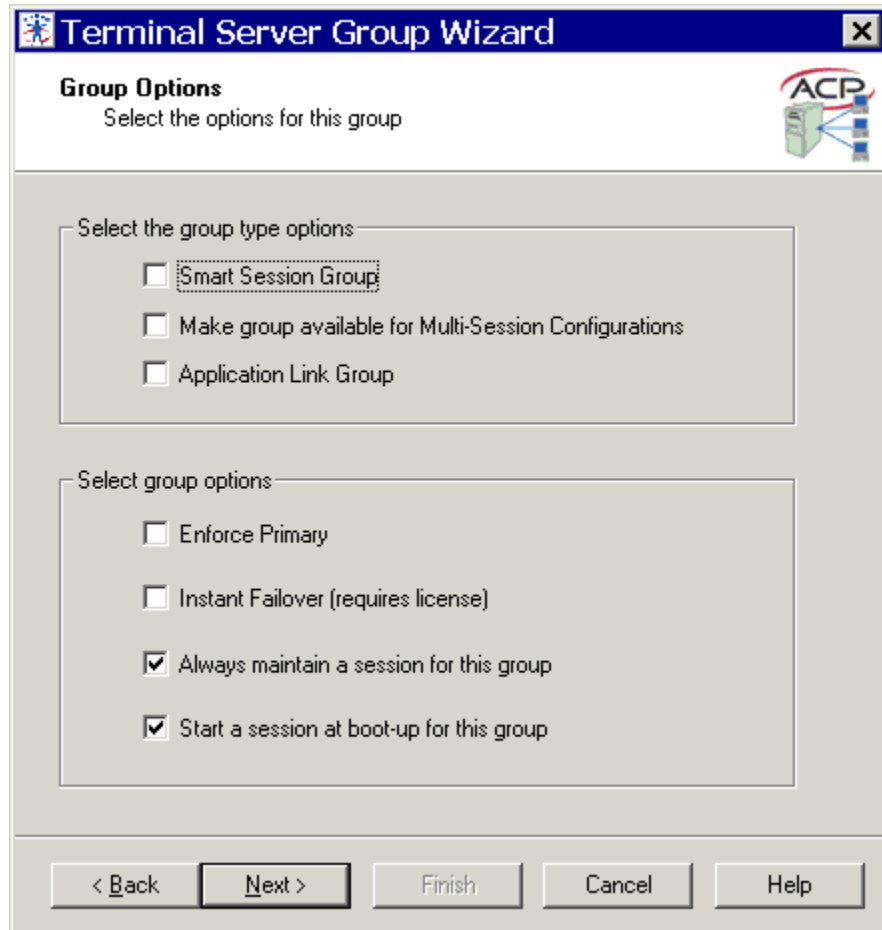 Terminal Server Group Wizard
Group Options
Select the options for this group
ACP
Select the group type options
Smart Session Group
Make group available for Multi-Session Configurations
Application Link Group
Select group options
Enforce Primary
Instant Failover (requires license)
Always maintain a session for this group
Start a session at boot-up for this group
< Back Next > Finish Cancel Help